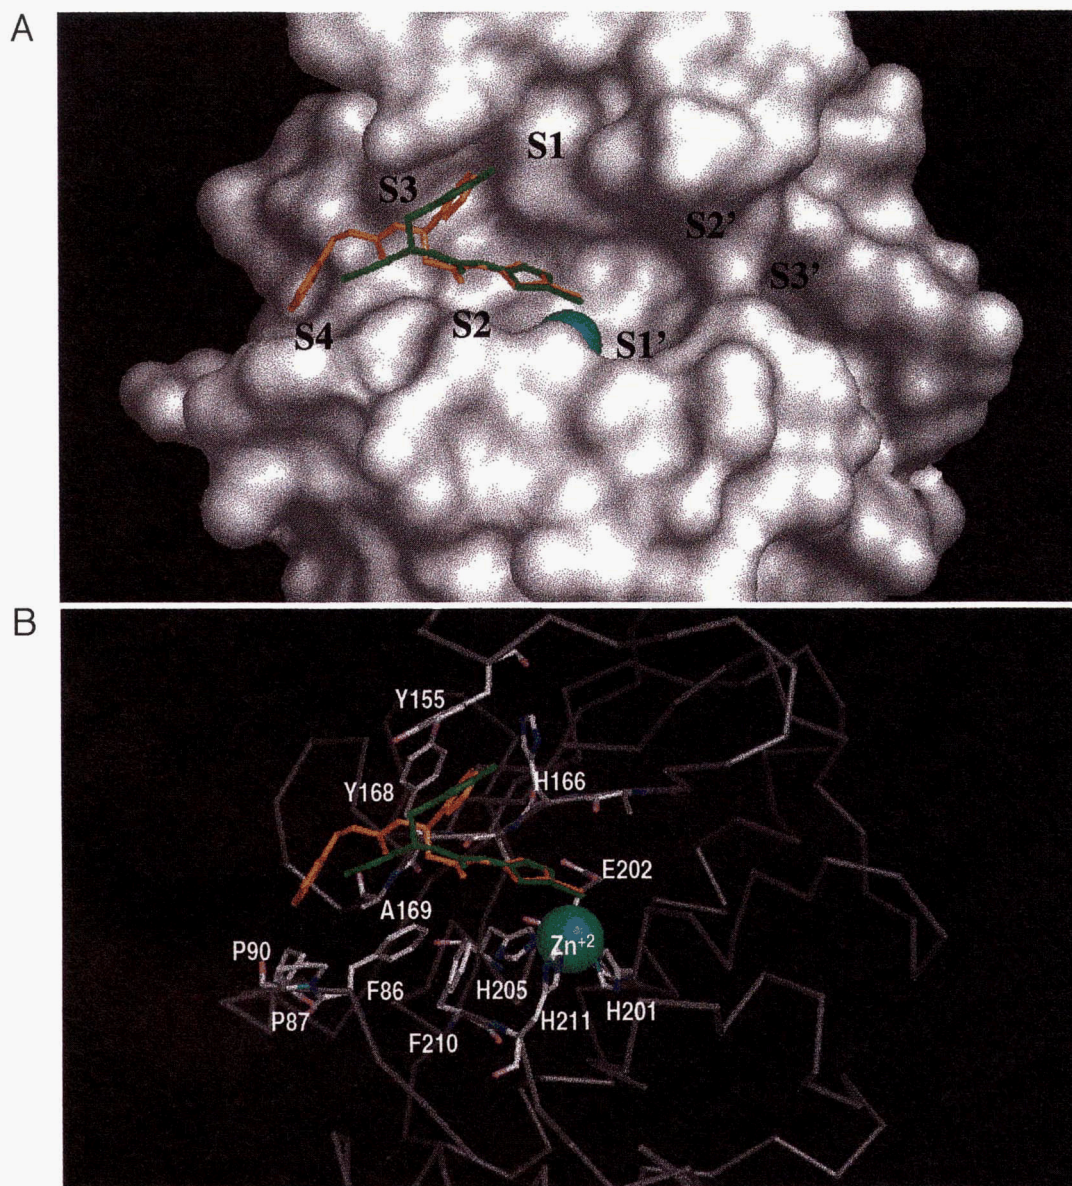 A
S1
S3
S2’
S3’
S2
S4
S1’
B
Y155
H166
Y168
E202
A169
Zn+2
P90
F86
H205
H201
P87
H211
F210